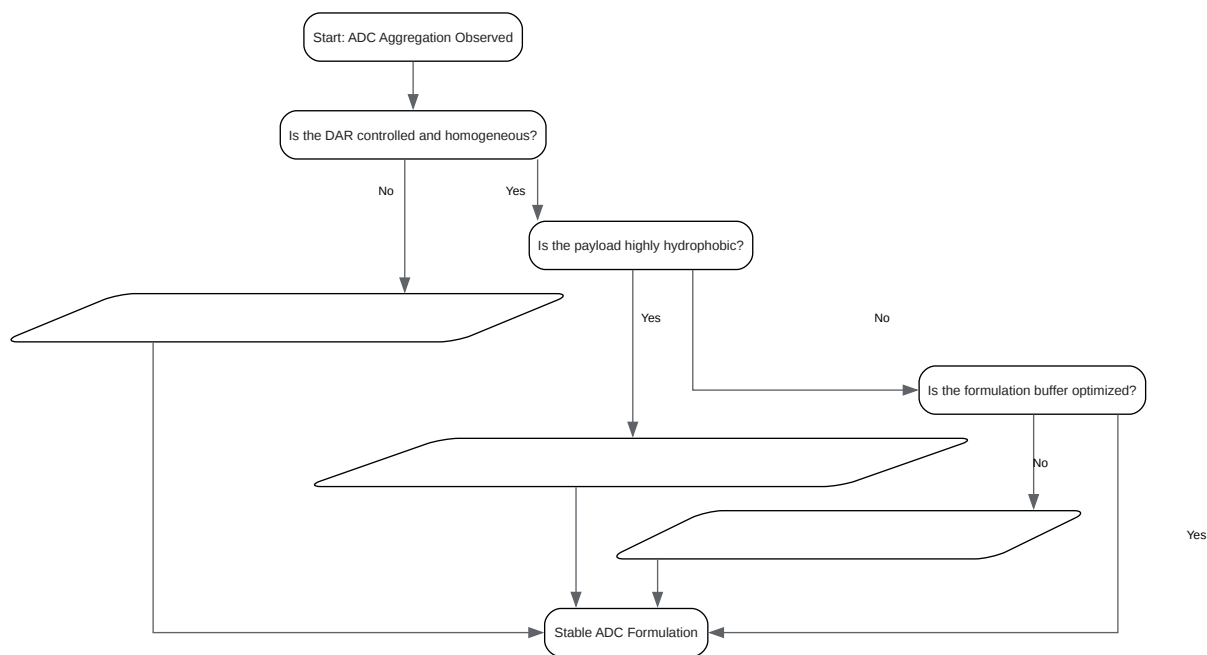 Start: ADC Aggregation Observed
Is the DAR controlled and homogeneous?
No
Yes
Is the payload highly hydrophobic?
Yes
No
Is the formulation buffer optimized?
No
Yes
Stable ADC Formulation